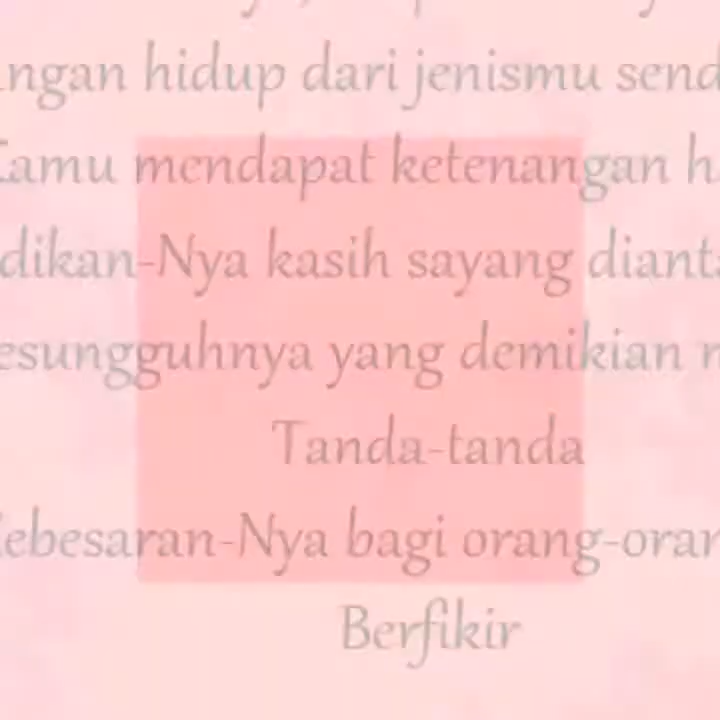 ngan hidup dari jenismu send
Kamu mendapat ketenangan h
dikan-Nya kasih sayang dianta
esungguhnya yang demikian n
Tanda-tanda
Kebesaran-Nya bagi orang-oran
Berfikir